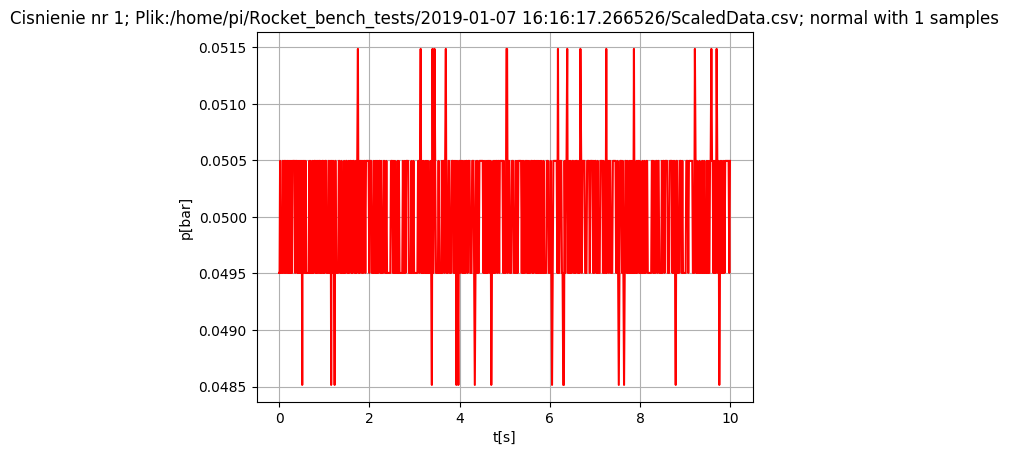 Cisnienie nr 1; Plik:/home/pi/Rocket_bench_tests/2019-01-07 16:16:17.266526/ScaledData.csv; normal with 1 samples
0.0515
0.0510
0.0505
0.0500
0.0495
0.0490
0.0485
p[bar]
0 2 4 6 8 10
t[s]